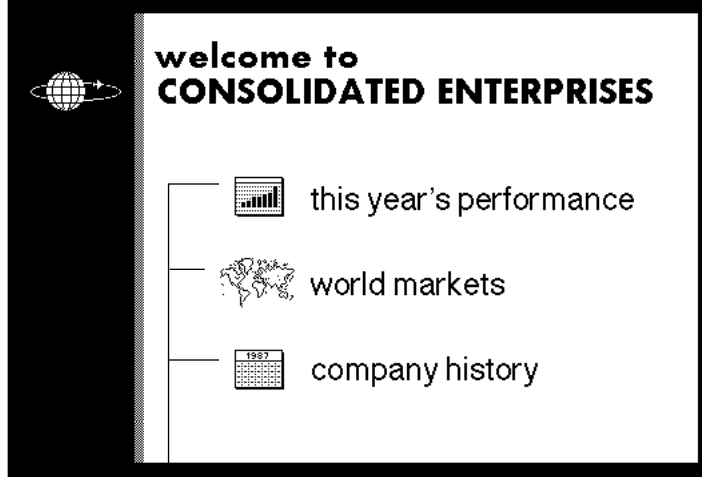 welcome to
CONSOLIDATED ENTERPRISES
this year's performance
world markets
1987
company history